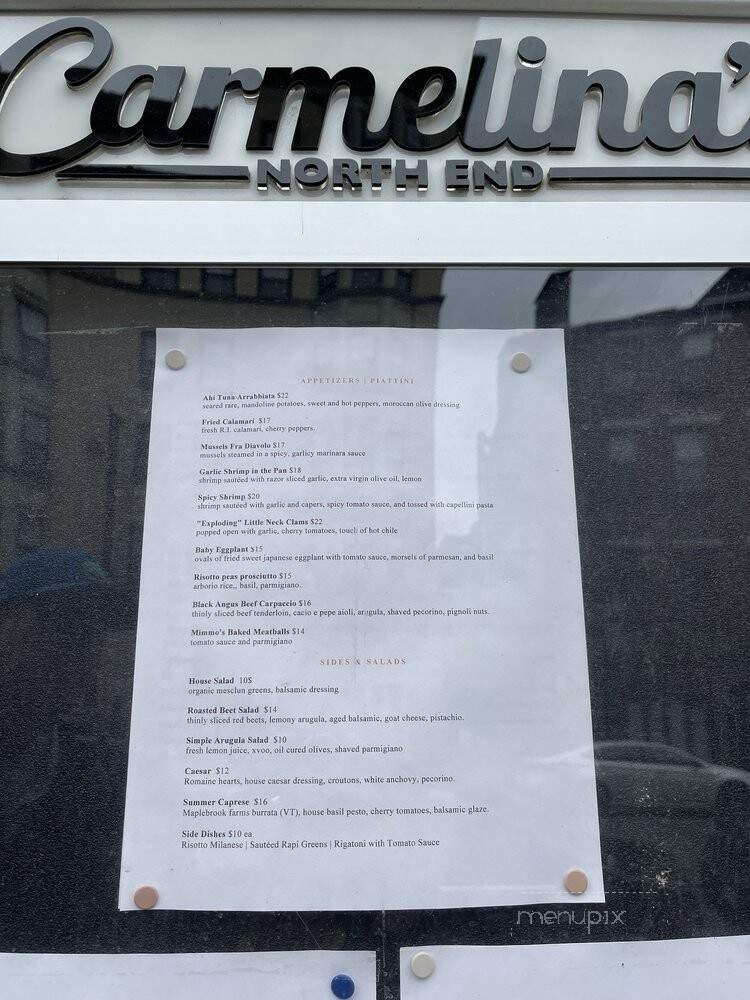 Carmelina's
NORTH END
APPETIZERS | PIATTINI
Ahi Tuna Arrabbiata $22
seared rare, mandoline potatoes, sweet and hot peppers, moroccan olive dressing
Fried Calamari $17
fresh R.I. calamari, cherry peppers.
Mussels Fra Diavolo $17
mussels steamed in a spicy, garlicy marinara sauce
Garlic Shrimp in the Pan $18
shrimp sautéed with razor sliced garlic, extra virgin olive oil, lemon
Spicy Shrimp $20
shrimp sautéed with garlic and capers, spicy tomato sauce, and tossed with capellini pasta
"Exploding" Little Neck Clams $22
popped open with garlic, cherry tomatoes, touch of hot chile
Baby Eggplant $15
ovals of fried sweet japanese eggplant with tomato sauce, morsels of parmesan, and basil
Risotto peas prosciutto $15
arborio rice,, basil, parmigiano.
Black Angus Beef Carpaccio $16
thinly sliced beef tenderloin, cacio e pepe aioli, arugula, shaved pecorino, pignoli nuts.
Mimmo's Baked Meatballs $14
tomato sauce and parmigiano
SIDES & SALADS
House Salad 10$
organic mesclun greens, balsamic dressing
Roasted Beet Salad $14
thinly sliced red beets, lemony arugula, aged balsamic, goat cheese, pistachio.
Simple Arugula Salad $10
fresh lemon juice, xvoo, oil cured olives, shaved parmigiano
Caesar $12
Romaine hearts, house caesar dressing, croutons, white anchovy, pecorino.
Summer Caprese $16
Maplebrook farms burrata (VT), house basil pesto, cherry tomatoes, balsamic glaze.
Side Dishes $10 ea
Risotto Milanese | Sautéed Rapi Greens | Rigatoni with Tomato Sauce
menupix